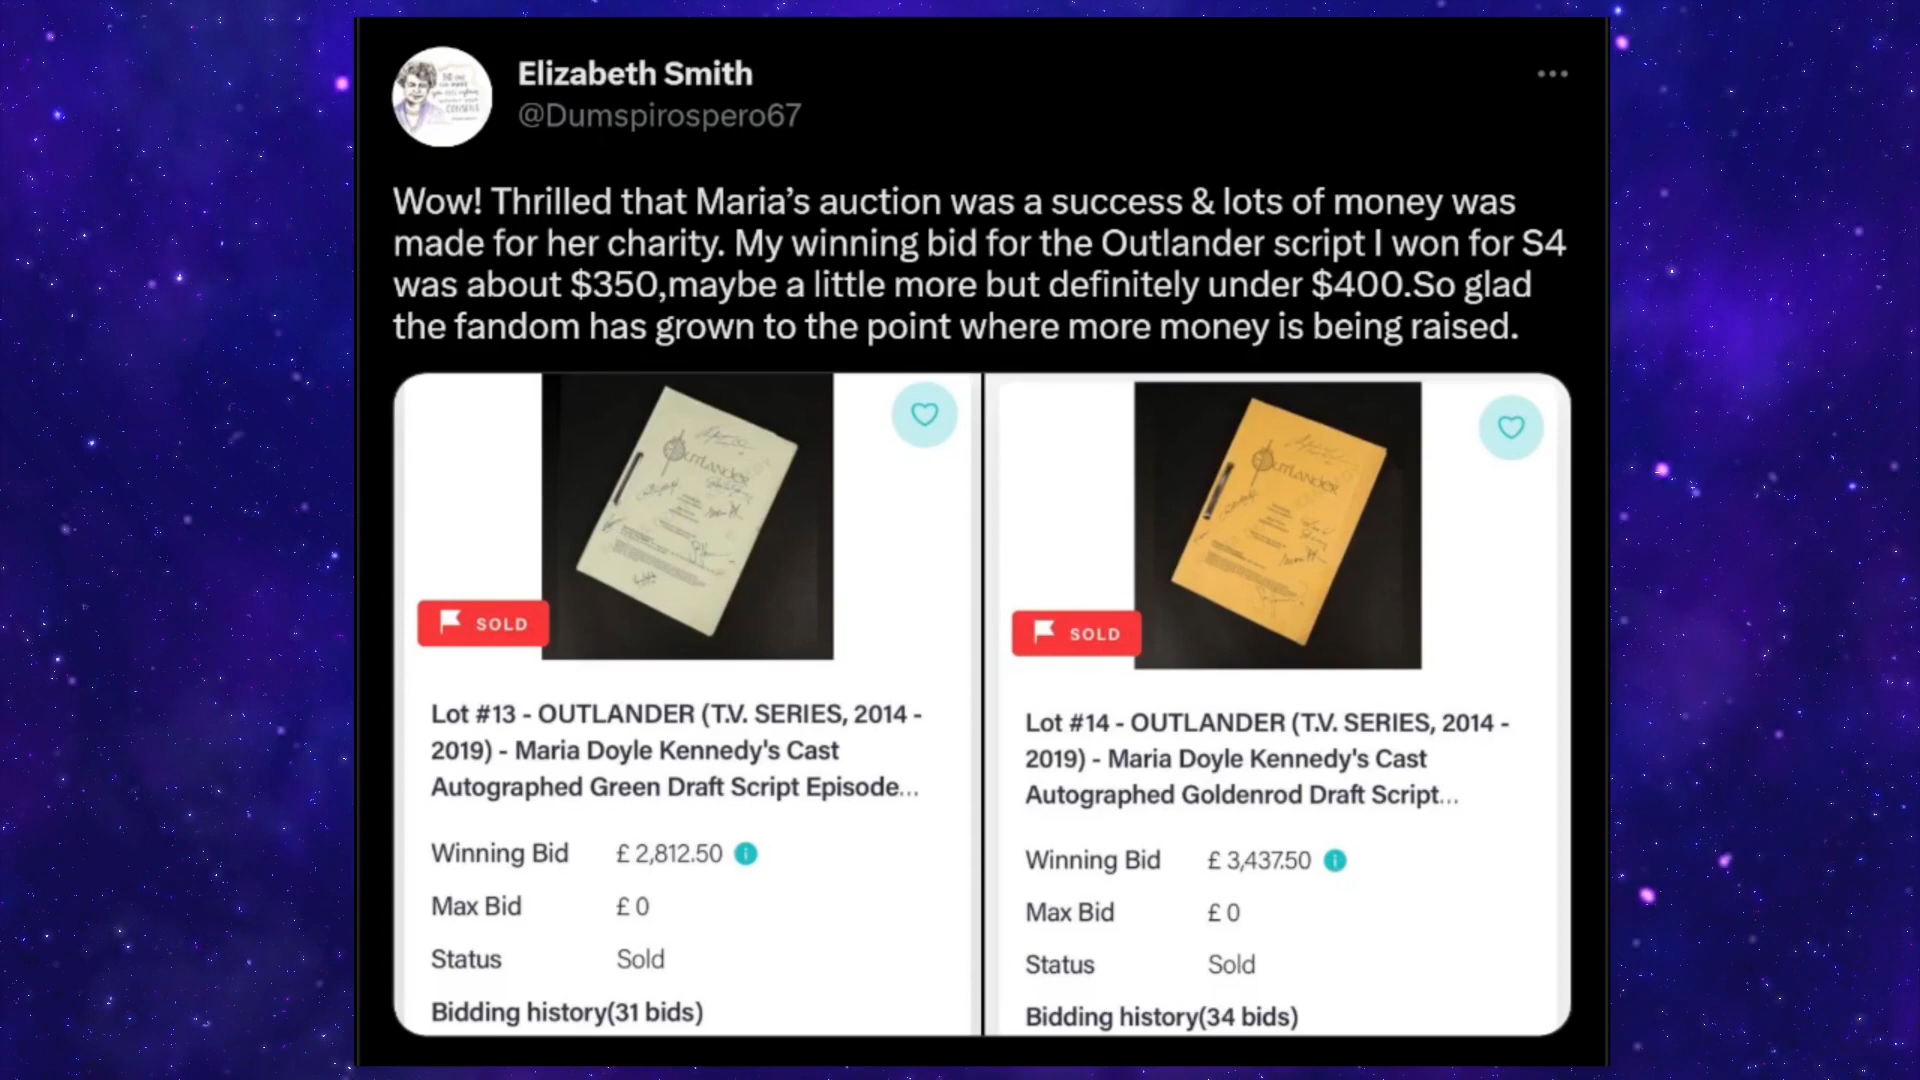 Elizabeth Smith
@Dumspirospero67
Wow! Thrilled that Maria’s auction was a success & lots of money was
made for her charity. My winning bid for the Outlander script I won for S4
was about $350,maybe a little more but definitely under $400.So glad
the fandom has grown to the point where more money is being raised.
OUTLANDER
SOLD
Lot #13 - OUTLANDER (T.V. SERIES, 2014 -
2019) - Maria Doyle Kennedy's Cast
Autographed Green Draft Script Episode...
Winning Bid £ 2,812.50
Max Bid £ 0
Status Sold
Bidding history(31 bids)
OUTLANDER
SOLD
Lot #14 - OUTLANDER (T.V. SERIES, 2014 -
2019) - Maria Doyle Kennedy's Cast
Autographed Goldenrod Draft Script...
Winning Bid £ 3,437.50
Max Bid £ 0
Status Sold
Bidding history(34 bids)